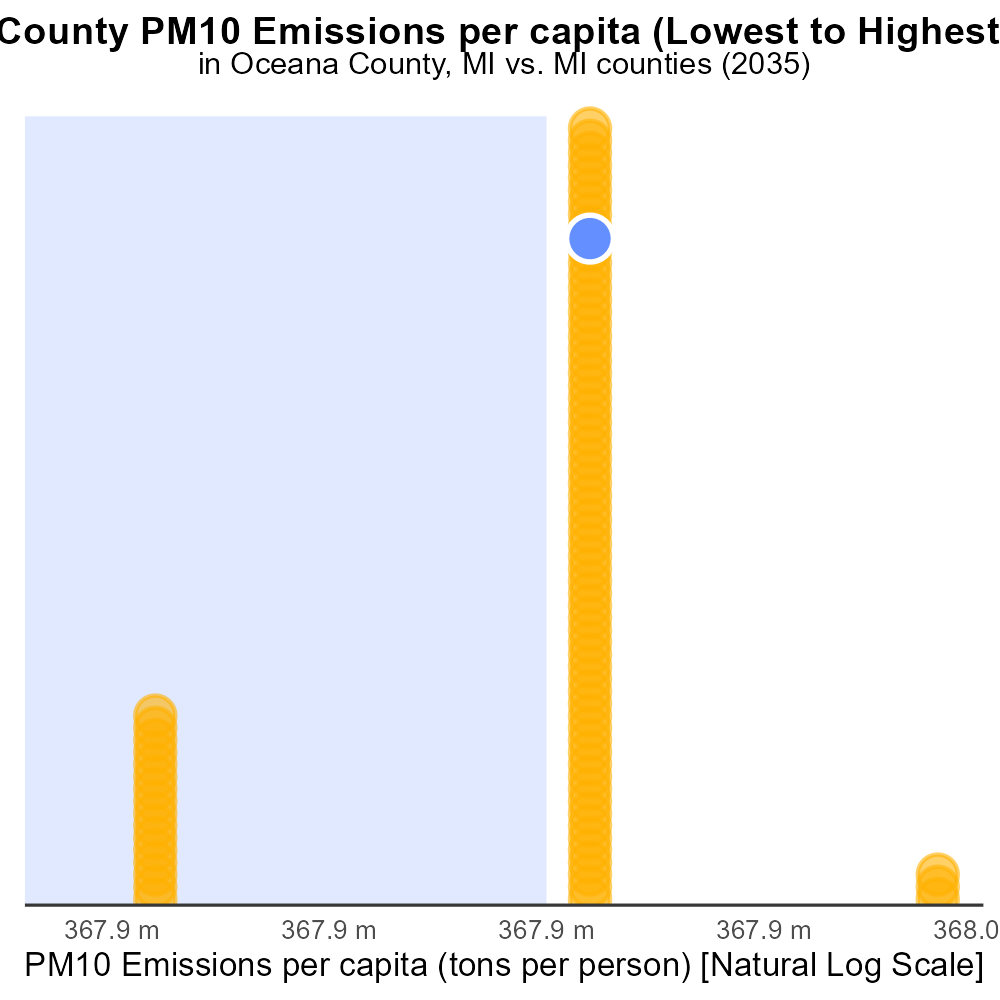 County PM10 Emissions per capita (Lowest to Highest
in Oceana County, MI vs. MI counties (2035)
367.9 m 367.9 m 367.9 m 367.9 m 368.0
PM10 Emissions per capita (tons per person) [Natural Log Scale]